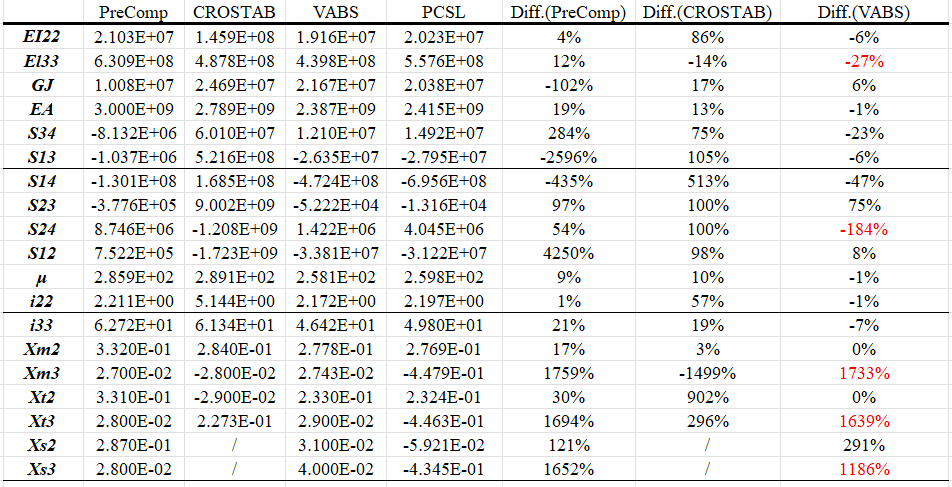 PreComp CROSTAB VABS PCSL Diff.(PreComp) Diff.(CROSTAB) Diff.(VABS)
EI22 2.103E+07 1.459E+08 1.916E+07 2.023E+07 4% 86% -6%
El33 6.309E+08 4.878E+08 4.398E+08 5.576E+08 12% -14% -27%
GJ 1.008E+07 2.469E+07 2.167E+07 2.038E+07 -102% 17% 6%
EA 3.000E+09 2.789E+09 2.387E+09 2.415E+09 19% 13% -1%
S34 -8.132E+06 6.010E+07 1.210E+07 1.492E+07 284% 75% -23%
S13 -1.037E+06 5.216E+08 -2.635E+07 -2.795E+07 -2596% 105% -6%
S14 -1.301E+08 1.685E+08 -4.724E+08 -6.956E+08 -435% 513% -47%
S23 -3.776E+05 9.002E+09 -5.222E+04 -1.316E+04 97% 100% 75%
S24 8.746E+06 -1.208E+09 1.422E+06 4.045E+06 54% 100% -184%
S12 7.522E+05 -1.723E+09 -3.381E+07 -3.122E+07 4250% 98% 8%
μ 2.859E+02 2.891E+02 2.581E+02 2.598E+02 9% 10% -1%
i22 2.211E+00 5.144E+00 2.172E+00 2.197E+00 1% 57% -1%
i33 6.272E+01 6.134E+01 4.642E+01 4.980E+01 21% 19% -7%
Xm2 3.320E-01 2.840E-01 2.778E-01 2.769E-01 17% 3% 0%
Xm3 2.700E-02 -2.800E-02 2.743E-02 -4.479E-01 1759% -1499% 1733%
Xt2 3.310E-01 -2.900E-02 2.330E-01 2.324E-01 30% 902% 0%
Xt3 2.800E-02 2.273E-01 2.900E-02 -4.463E-01 1694% 296% 1639%
Xs2 2.870E-01 / 3.100E-02 -5.921E-02 121% / 291%
Xs3 2.800E-02 / 4.000E-02 -4.345E-01 1652% / 1186%